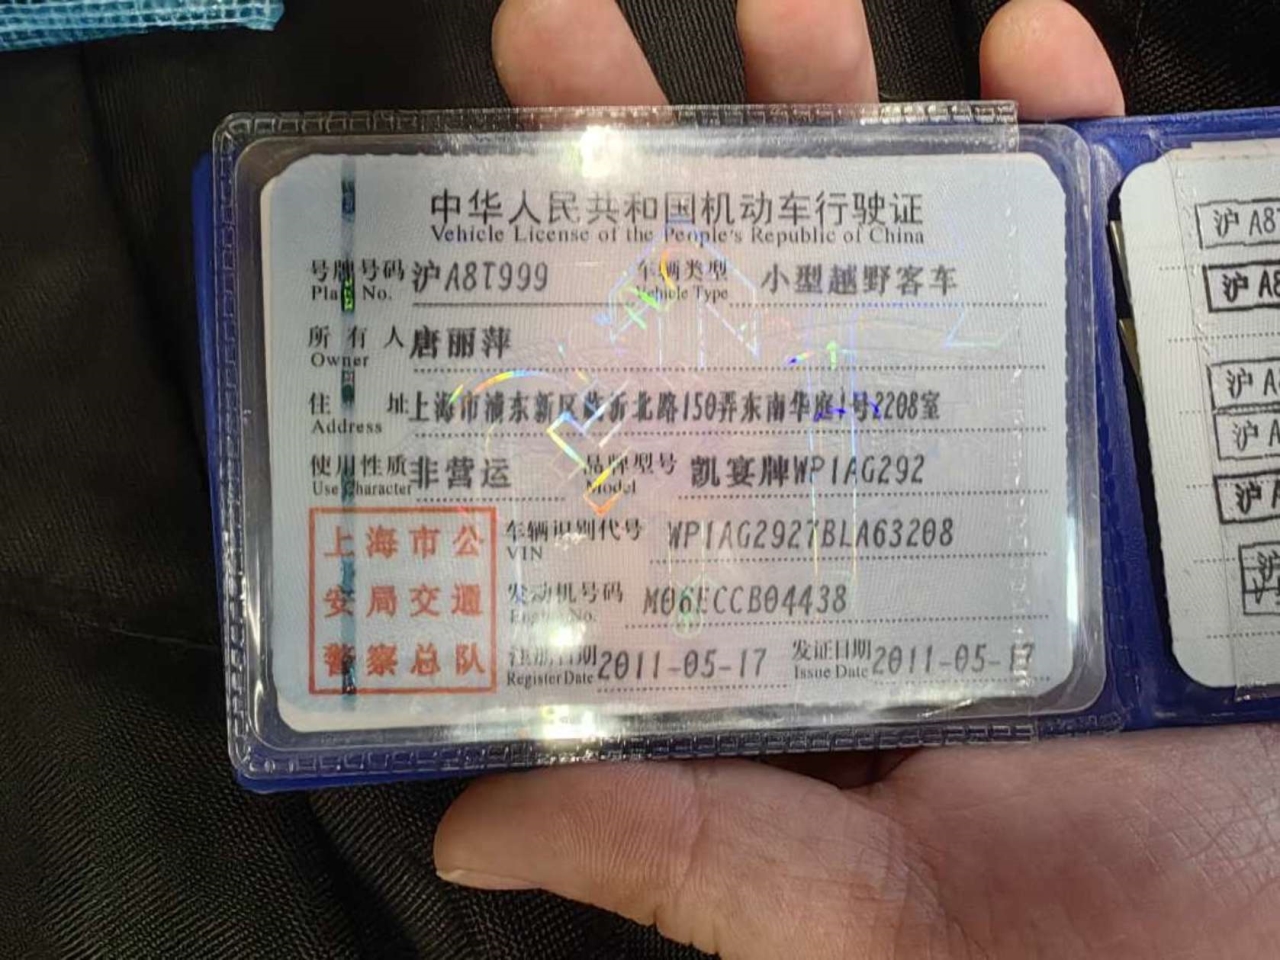 中华人民共和国机动车行驶证
Vehicle License of the People's Republic of China
号牌号码 沪A8T999 车辆类型 小型越野客车
Plate No. Vehicle Type
所有人 唐丽萍
Owner
住址 上海市浦东新区临沂北路150弄东南华庭1号2208室
Address
使用性质 非营运 品牌型号 凯宴牌WP1AG292
Use Character Model
车辆识别代号 WP1AG2927BLA63208
VIN
发动机号码 M06ECCB04438
Engine No.
注册日期 2011-05-17 发证日期 2011-05-17
Register Date Issue Date
上海市公
安局交通
警察总队
沪A8
沪A8
沪A
沪A
沪A